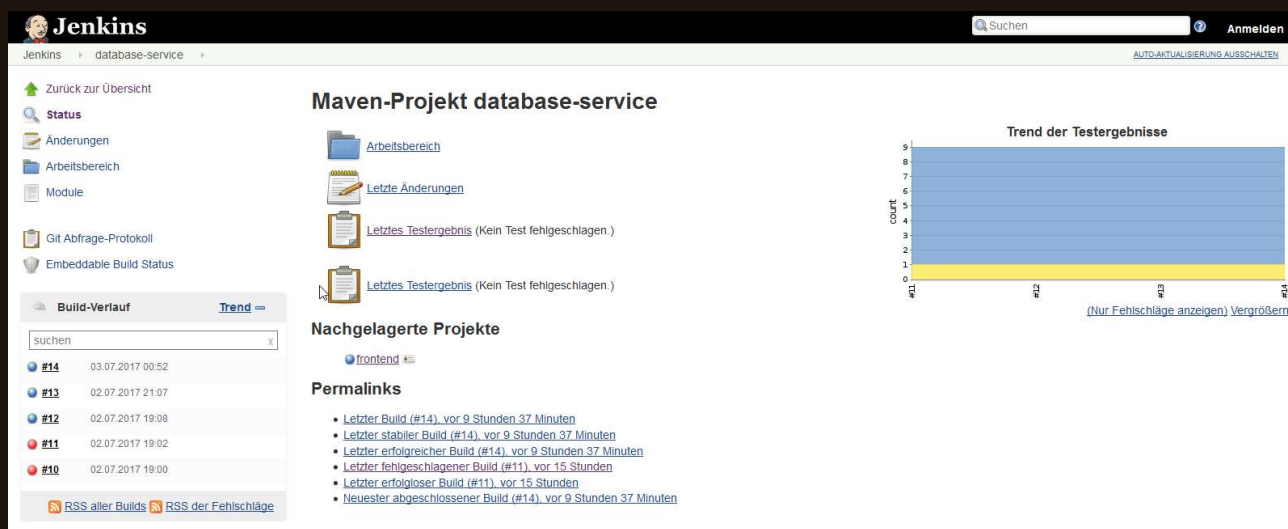 Jenkins
Suchen
Anmelden
Jenkins
database-service
AUTO-AKTUALISIERUNG AUSSCHALTEN
Zurück zur Übersicht
Status
Änderungen
Arbeitsbereich
Module
Git Abfrage-Protokoll
Embeddable Build Status
Build-Verlauf Trend
suchen x
#14 03.07.2017 00:52
#13 02.07.2017 21:07
#12 02.07.2017 19:08
#11 02.07.2017 19:02
#10 02.07.2017 19:00
RSS aller Builds RSS der Fehlschläge
Maven-Projekt database-service
Arbeitsbereich
Letzte Änderungen
Letztes Testergebnis (Kein Test fehlgeschlagen.)
Letztes Testergebnis (Kein Test fehlgeschlagen.)
Nachgelagerte Projekte
frontend
Permalinks
Letzter Build (#14), vor 9 Stunden 37 Minuten
Letzter stabiler Build (#14), vor 9 Stunden 37 Minuten
Letzter erfolgreicher Build (#14), vor 9 Stunden 37 Minuten
Letzter fehlgeschlagener Build (#11), vor 15 Stunden
Letzter erfolgloser Build (#11), vor 15 Stunden
Neuester abgeschlossener Build (#14), vor 9 Stunden 37 Minuten
Trend der Testergebnisse
count
9
8
7
6
5
4
3
2
1
0
#11
#12
#13
#14
(Nur Fehlschläge anzeigen) Vergrößern